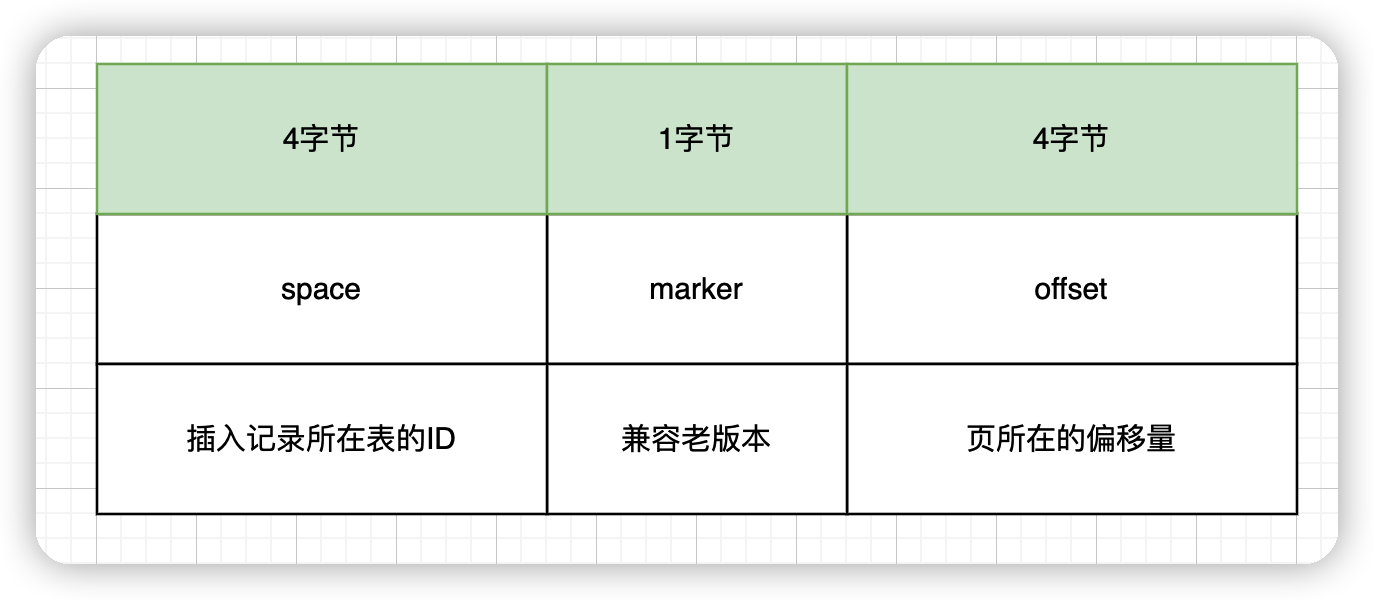 4字节
1字节
4字节
space
marker
offset
插入记录所在表的ID
兼容老版本
页所在的偏移量